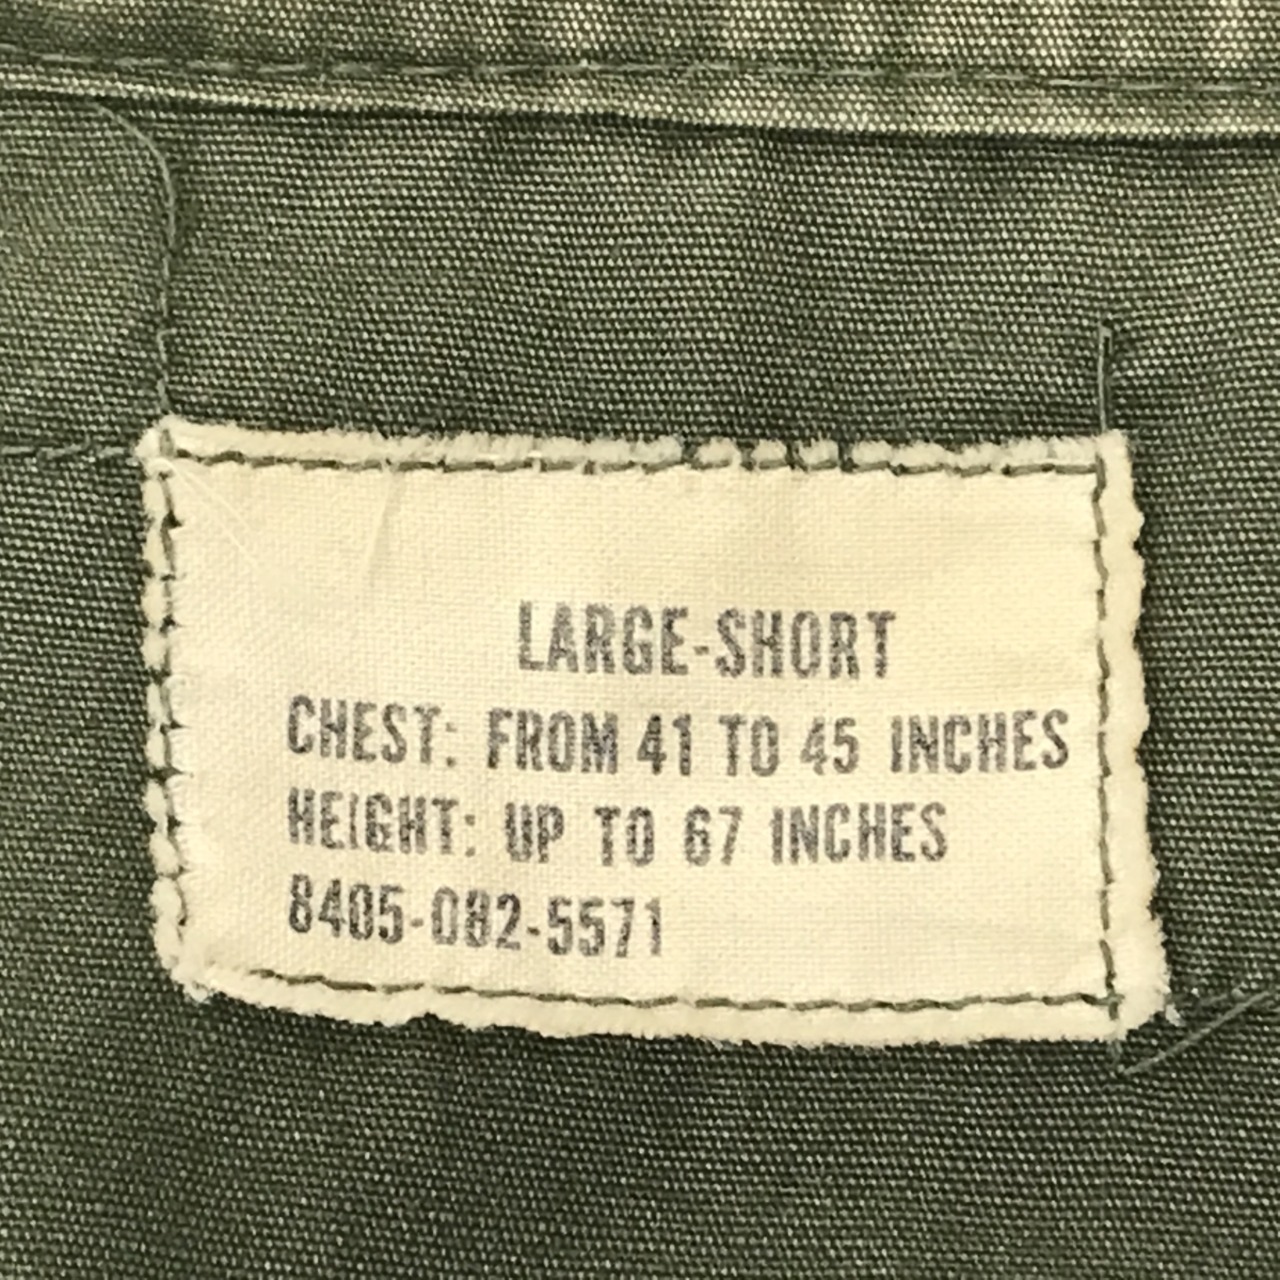 LARGE-SHORT
CHEST: FROM 41 TO 45 INCHES
HEIGHT: UP TO 67 INCHES
8405-082-5571